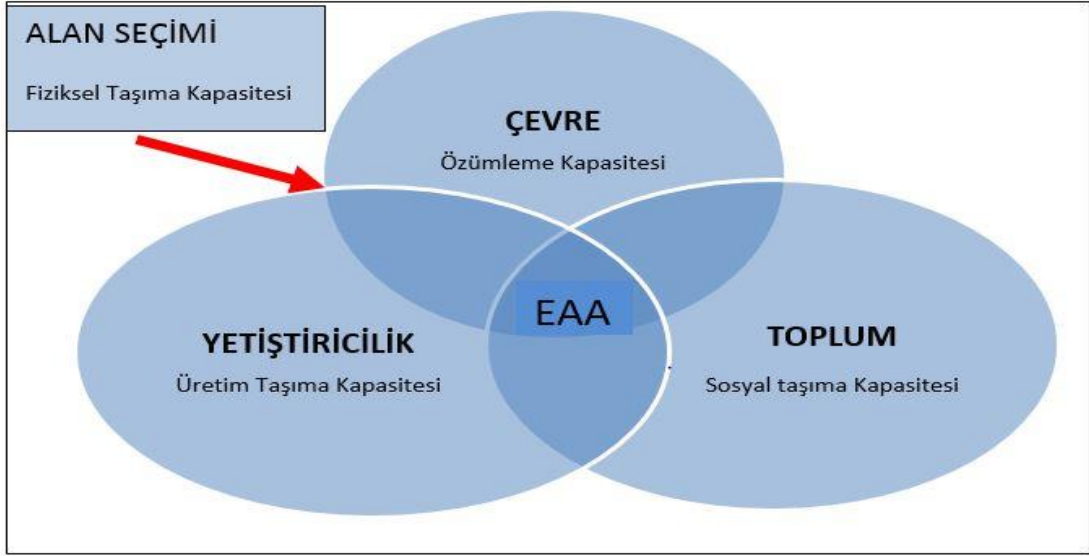 ALAN SEÇİMİ
Fiziksel Taşıma Kapasitesi
ÇEVRE
Özümleme Kapasitesi
EAA
YETİŞTİRİCİLİK
Üretim Taşıma Kapasitesi
TOPLUM
Sosyal taşıma Kapasitesi